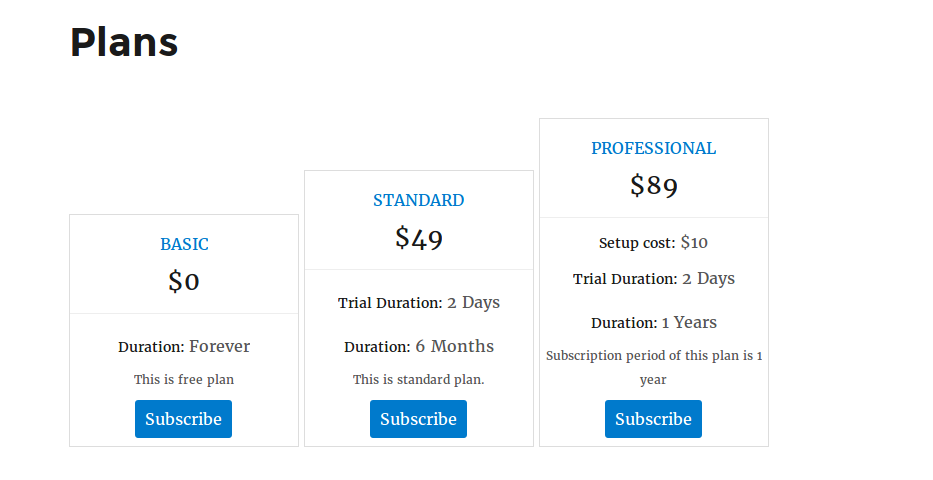 Plans
BASIC
$0
Duration: Forever
This is free plan
Subscribe
STANDARD
$49
Trial Duration: 2 Days
Duration: 6 Months
This is standard plan.
Subscribe
PROFESSIONAL
$89
Setup cost: $10
Trial Duration: 2 Days
Duration: 1 Years
Subscription period of this plan is 1
year
Subscribe